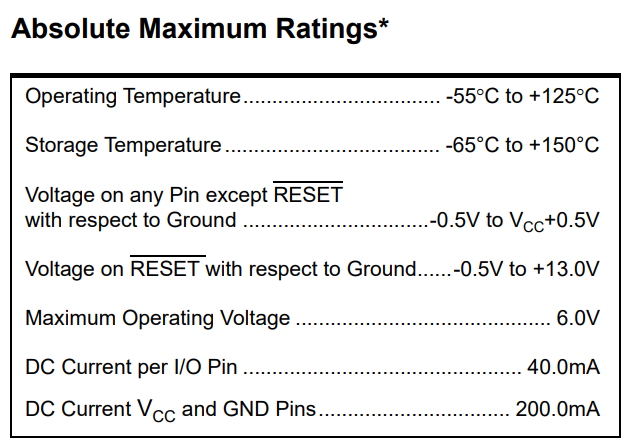 Absolute Maximum Ratings*
Operating Temperature.................................. -55°C to +125°C
Storage Temperature ..................................... -65°C to +150°C
Voltage on any Pin except RESET
with respect to Ground ................................-0.5V to VCC+0.5V
Voltage on RESET with respect to Ground......-0.5V to +13.0V
Maximum Operating Voltage ............................................ 6.0V
DC Current per I/O Pin ............................................... 40.0mA
DC Current VCC and GND Pins................................. 200.0mA